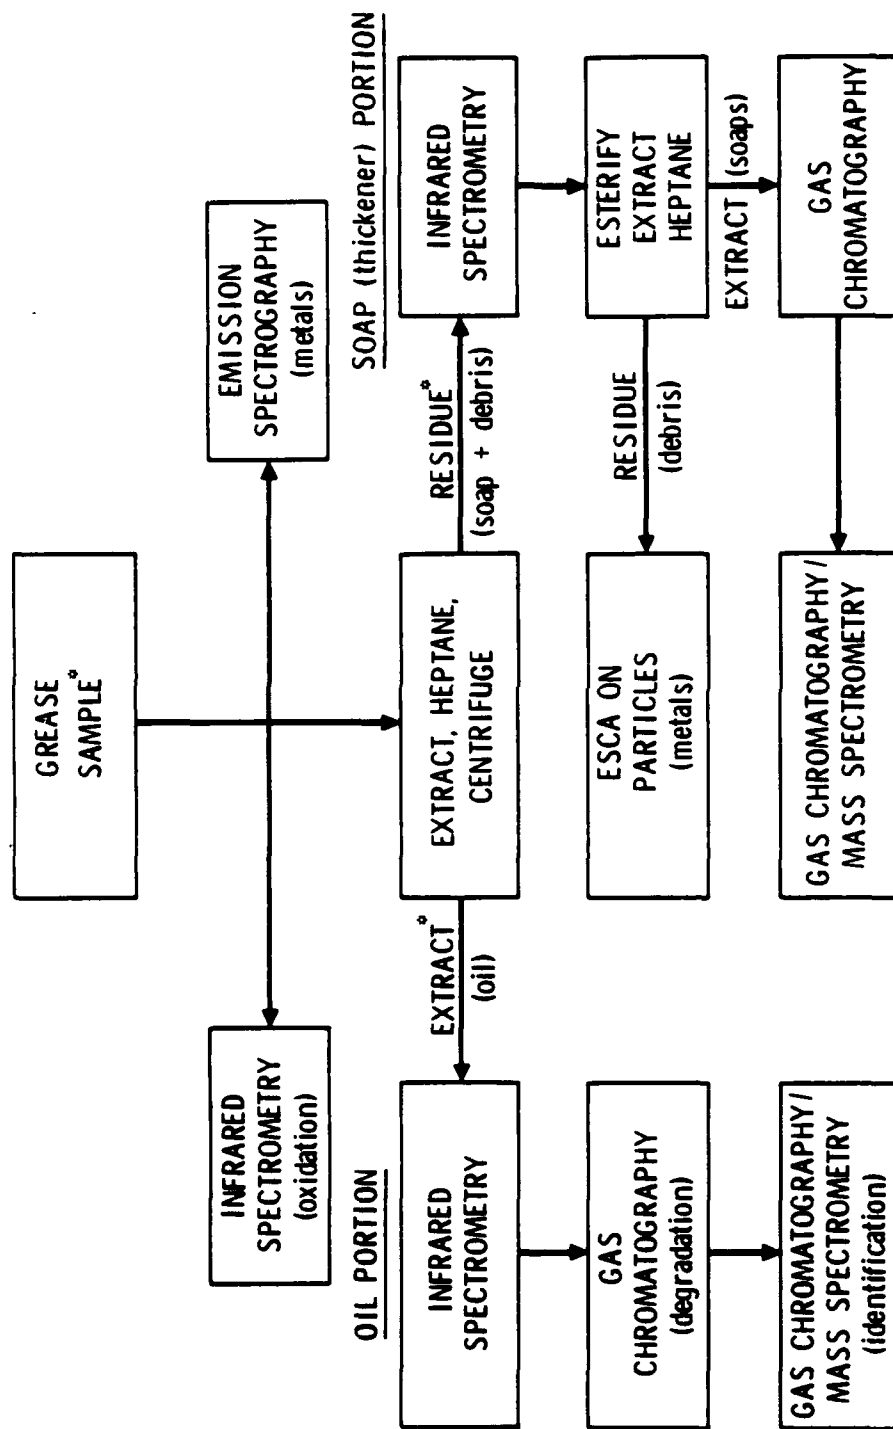 GREASE
SAMPLE*
INFRARED
SPECTROMETRY
(oxidation)
EMISSION
SPECTROGRAPHY
(metals)
OIL PORTION
SOAP (thickener) PORTION
INFRARED
SPECTROMETRY
EXTRACT*
(oil)
EXTRACT, HEPTANE,
CENTRIFUGE
RESIDUE*
(soap + debris)
INFRARED
SPECTROMETRY
GAS
CHROMATOGRAPHY
(degradation)
ESCA ON
PARTICLES
(metals)
RESIDUE
(debris)
ESTERIFY
EXTRACT
HEPTANE
EXTRACT (soaps)
GAS CHROMATOGRAPHY/
MASS SPECTROMETRY
(identification)
GAS CHROMATOGRAPHY/
MASS SPECTROMETRY
GAS
CHROMATOGRAPHY